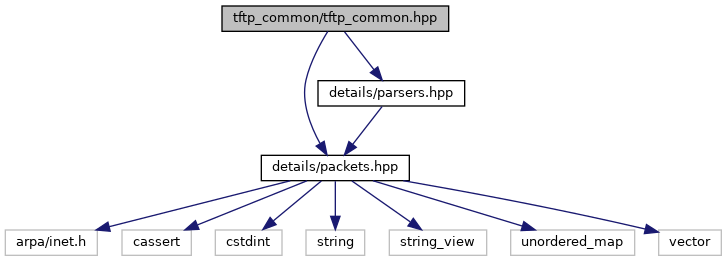 tftp_common/tftp_common.hpp
details/parsers.hpp
details/packets.hpp
arpa/inet.h
cassert
cstdint
string
string_view
unordered_map
vector